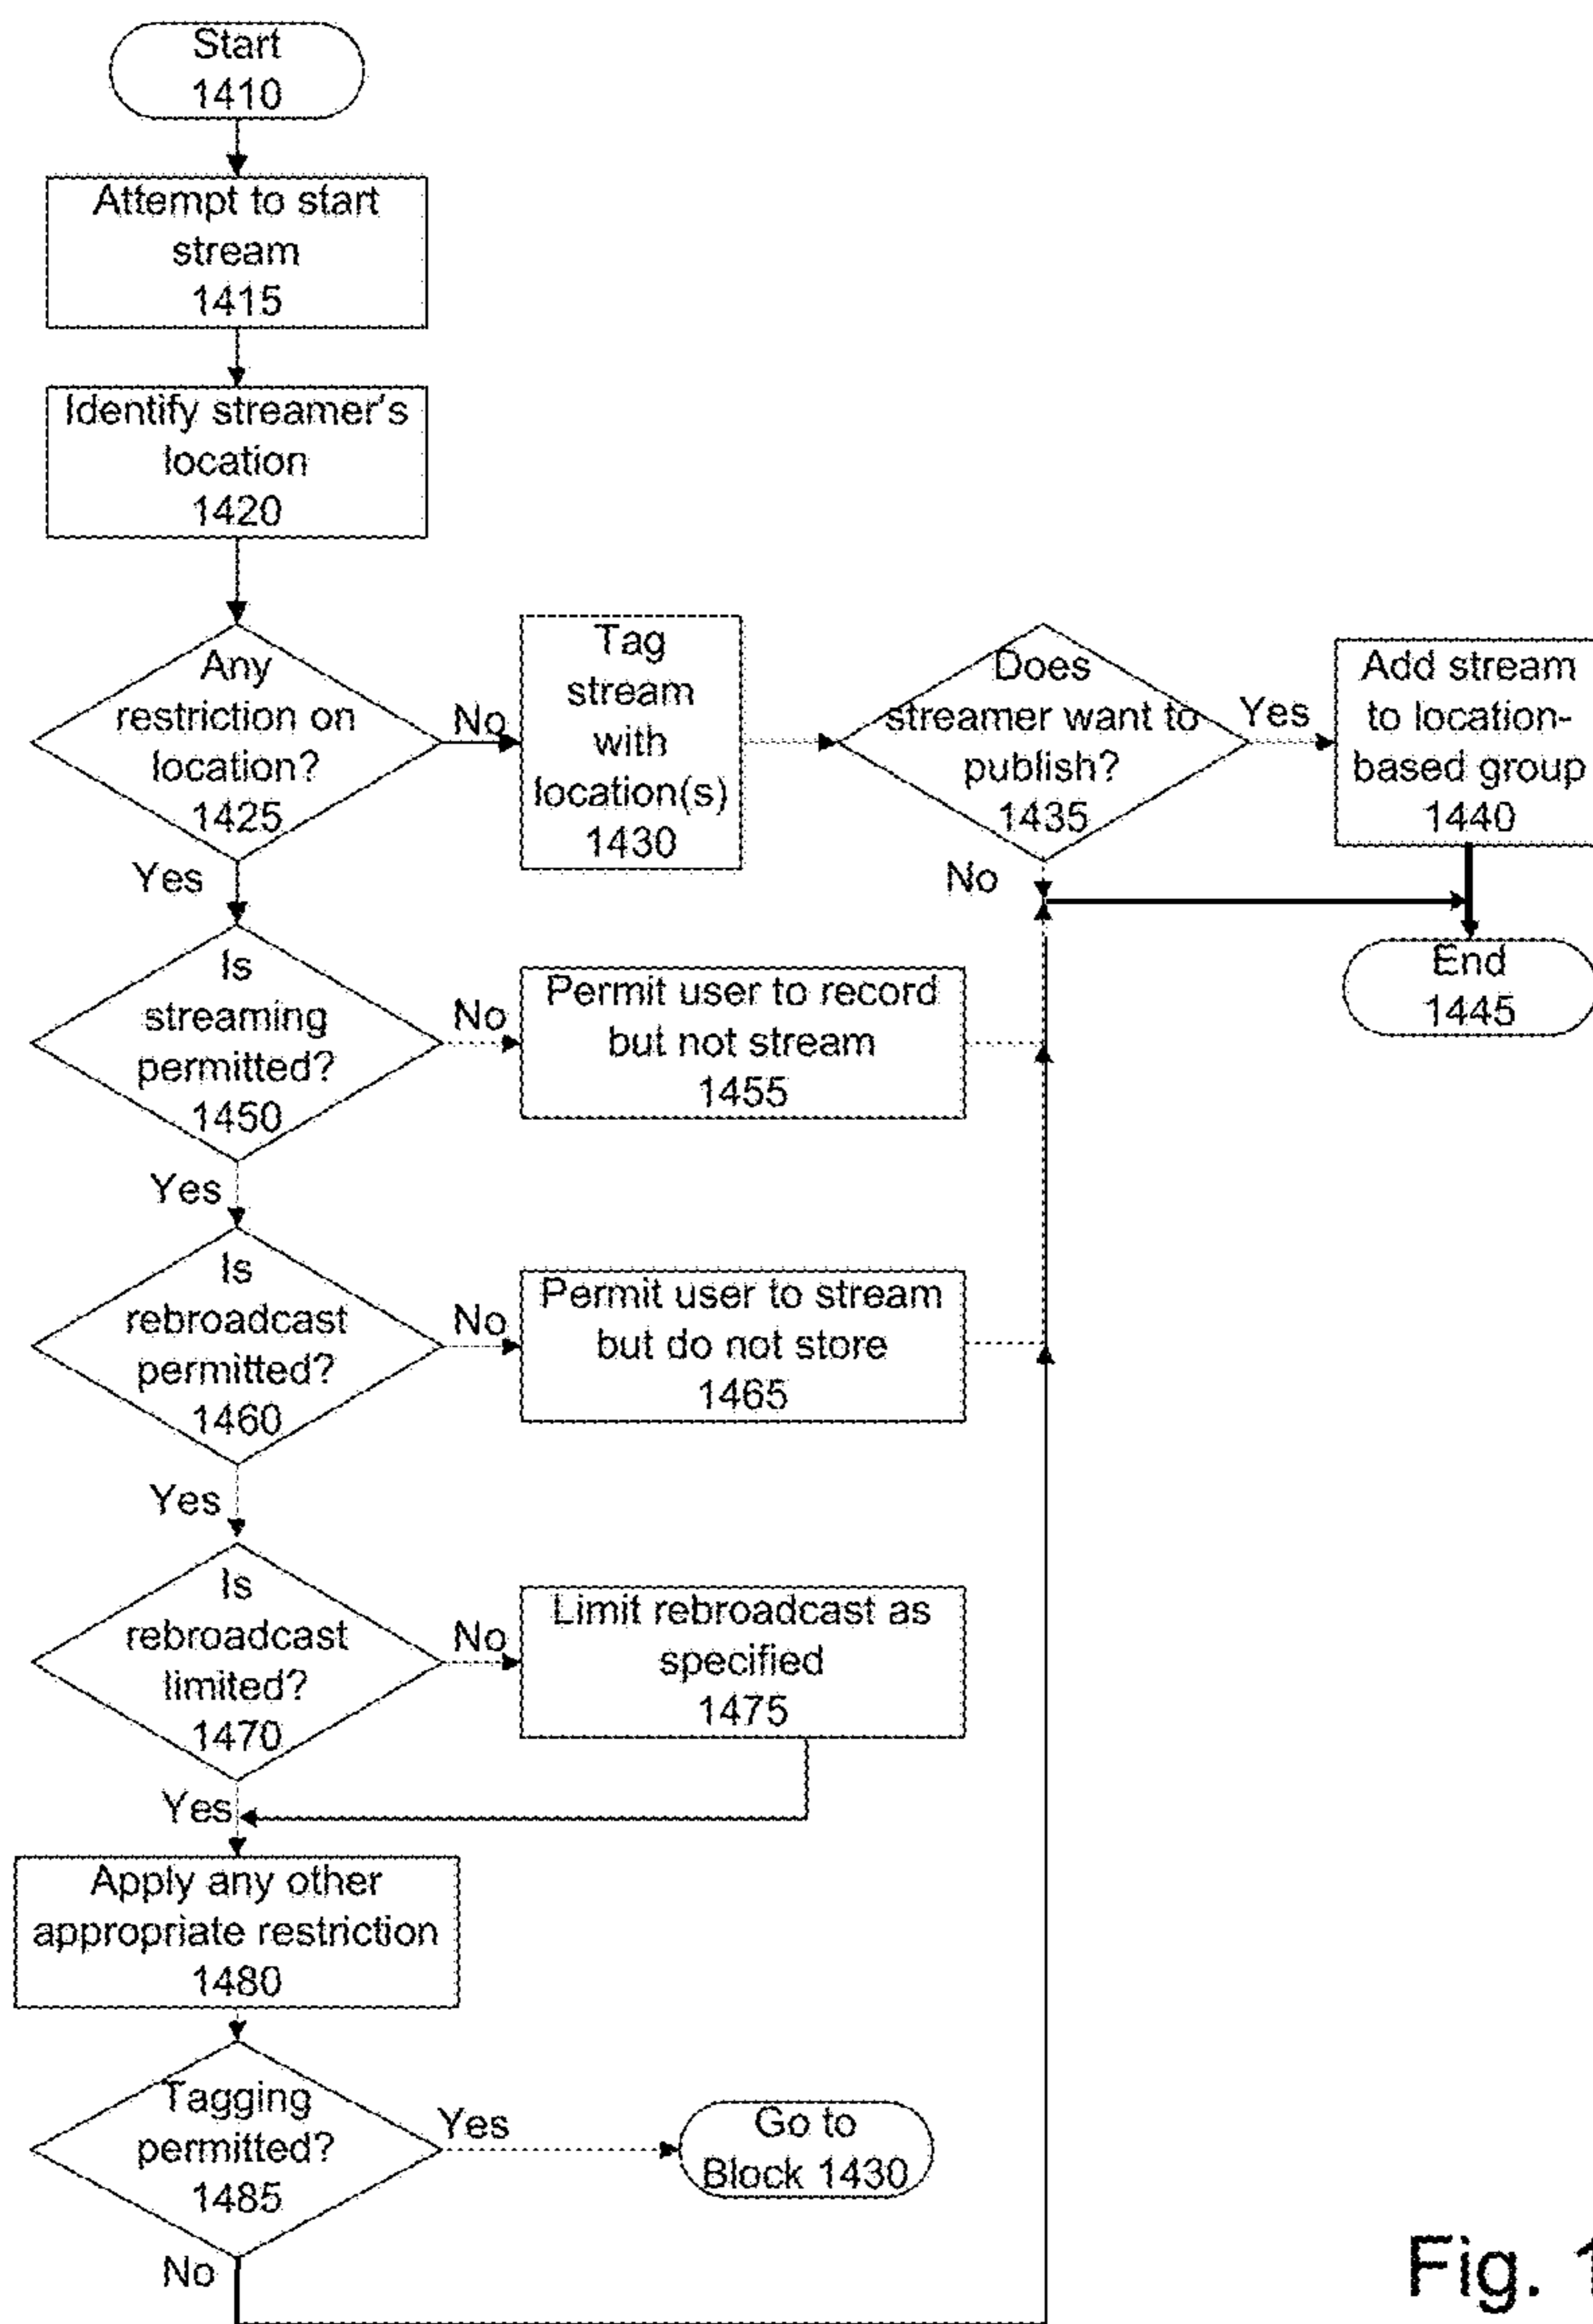 Start
1410
Attempt to start
stream
1415
Identify streamer's
location
1420
Any
restriction on
location?
1425
No
Tag
stream
with
location(s)
1430
Does
streamer want to
publish?
1435
Yes
Add stream
to location-
based group
1440
Yes
No
End
1445
Is
streaming
permitted?
1450
No
Permit user to record
but not stream
1455
Yes
Is
rebroadcast
permitted?
1460
No
Permit user to stream
but do not store
1465
Yes
Is
rebroadcast
limited?
1470
No
Limit rebroadcast as
specified
1475
Yes
Apply any other
appropriate restriction
1480
Tagging
permitted?
1485
Yes
Go to
Block 1430
No
Fig.